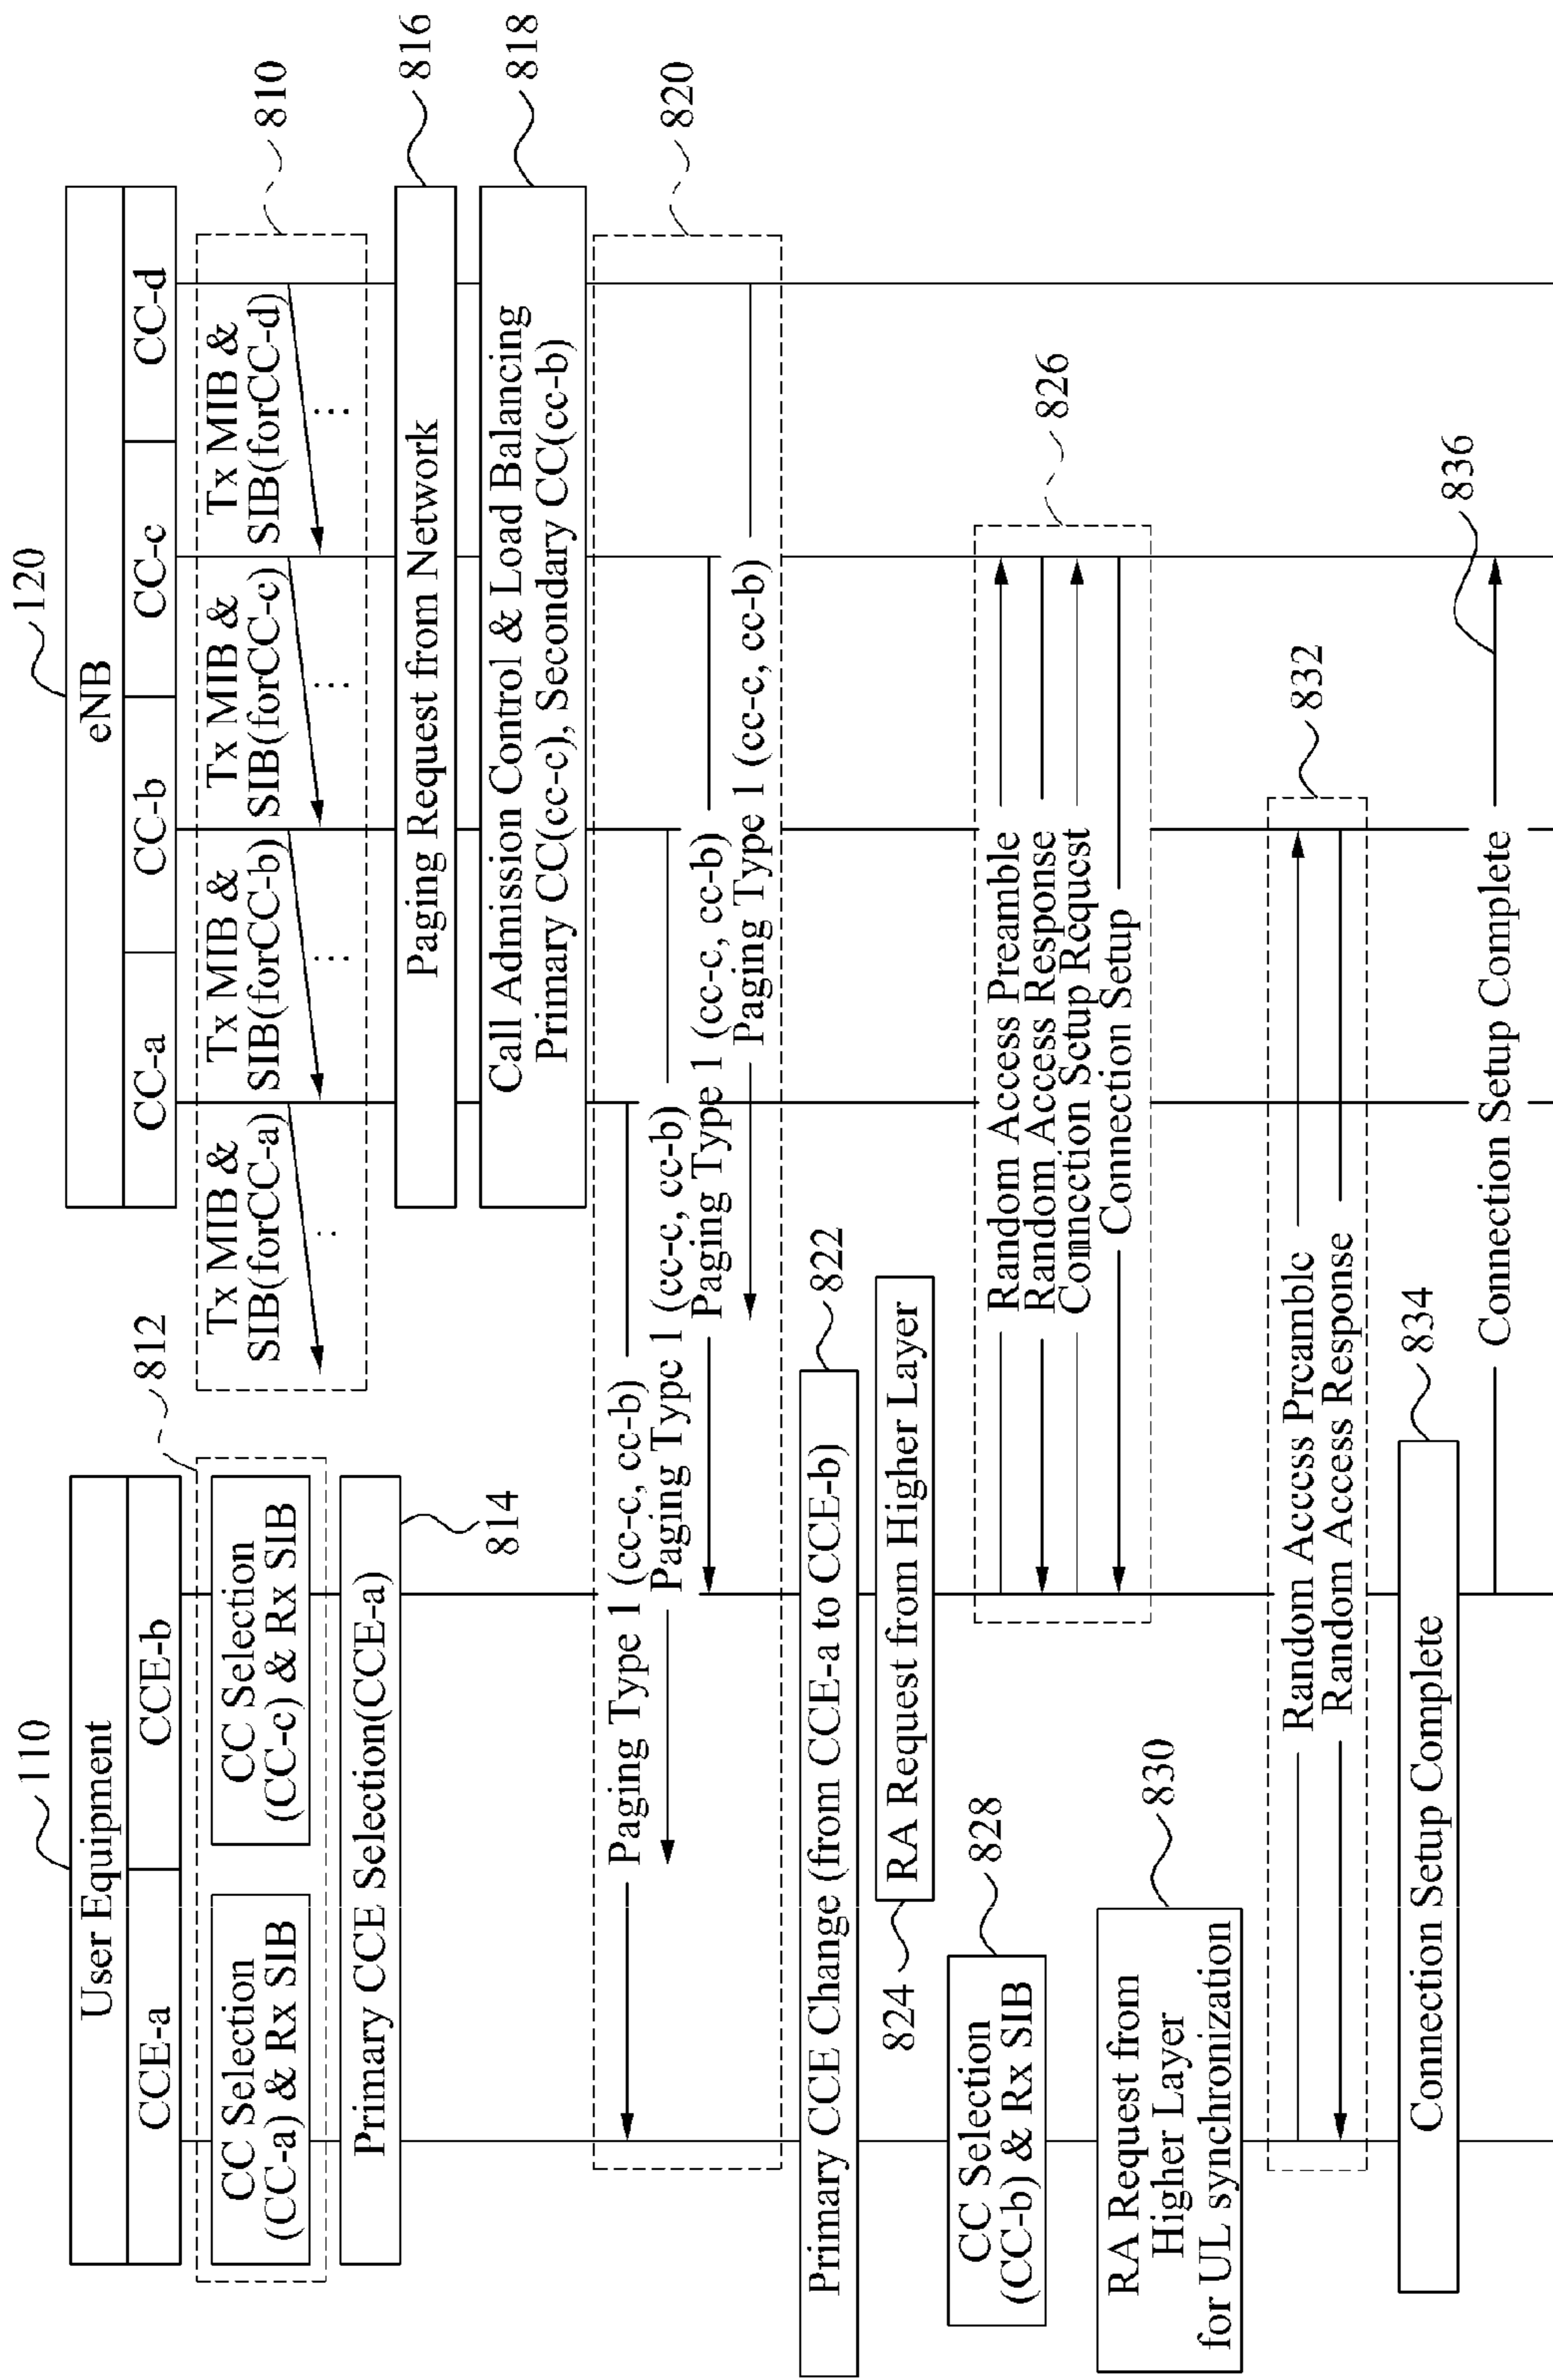 110
User Equipment
CCE-a
CCE-b
120
eNB
CC-a
CC-b
CC-c
CC-d
812
CC Selection
(CC-a) & Rx SIB
CC Selection
(CC-c) & Rx SIB
Tx MIB &
SIB(forCC-a)
Tx MIB &
SIB(forCC-b)
Tx MIB &
SIB(forCC-c)
Tx MIB &
SIB(forCC-d)
810
Primary CCE Selection(CCE-a)
814
Paging Request from Network
816
Call Admission Control & Load Balancing
Primary CC(cc-c), Secondary CC(cc-b)
818
Paging Type 1 (cc-c, cc-b)
Paging Type 1 (cc-c, cc-b)
Paging Type 1 (cc-c, cc-b)
Paging Type 1 (cc-c, cc-b)
820
Primary CCE Change (from CCE-a to CCE-b)
822
824
RA Request from Higher Layer
CC Selection
(CC-b) & Rx SIB
828
Random Access Preamble
Random Access Response
Connection Setup Request
Connection Setup
826
RA Request from
Higher Layer
for UL synchronization
830
Random Access Preamble
Random Access Response
832
Connection Setup Complete
834
Connection Setup Complete
836